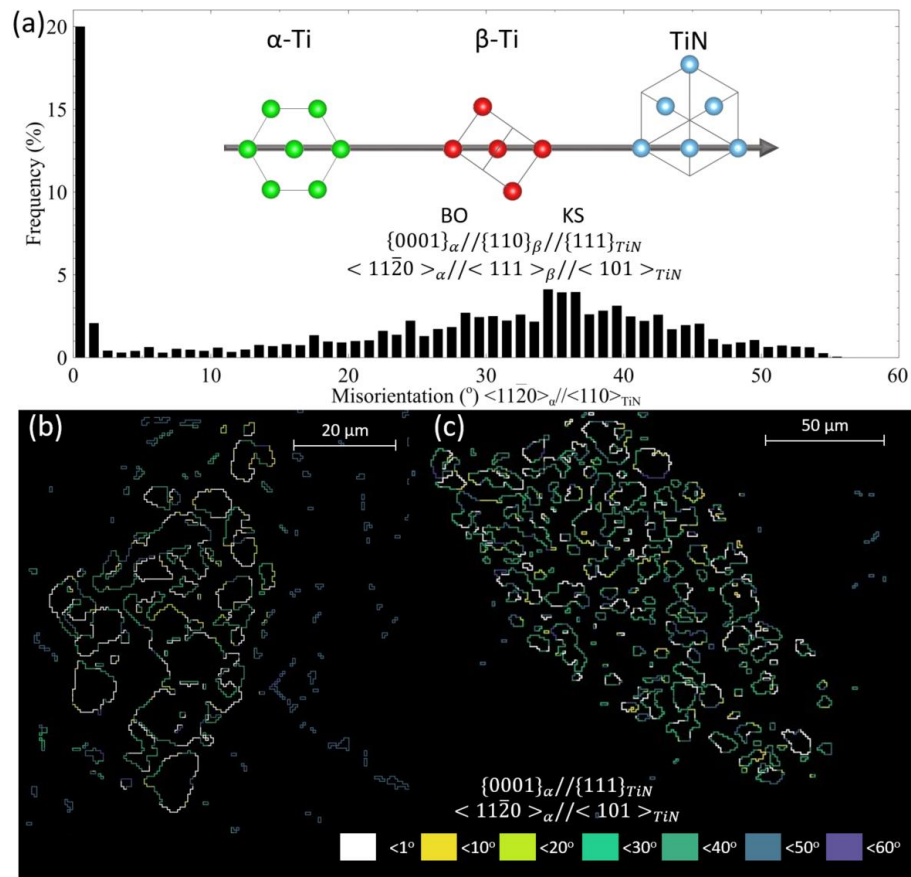 (a)
α-Ti β-Ti TiN
BO KS
{0001}α//{110}β//{111}TiN
< 112̅0 >α//< 111 >β//< 101 >TiN
Frequency (%)
20
15
10
5
0
0 10 20 30 40 50 60
Misorientation (°) <112̅0>α//<110>TiN
(b) 20 µm
(c) 50 µm
{0001}α//{111}TiN
< 112̅0 >α//< 101 >TiN
<1° <10° <20° <30° <40° <50° <60°